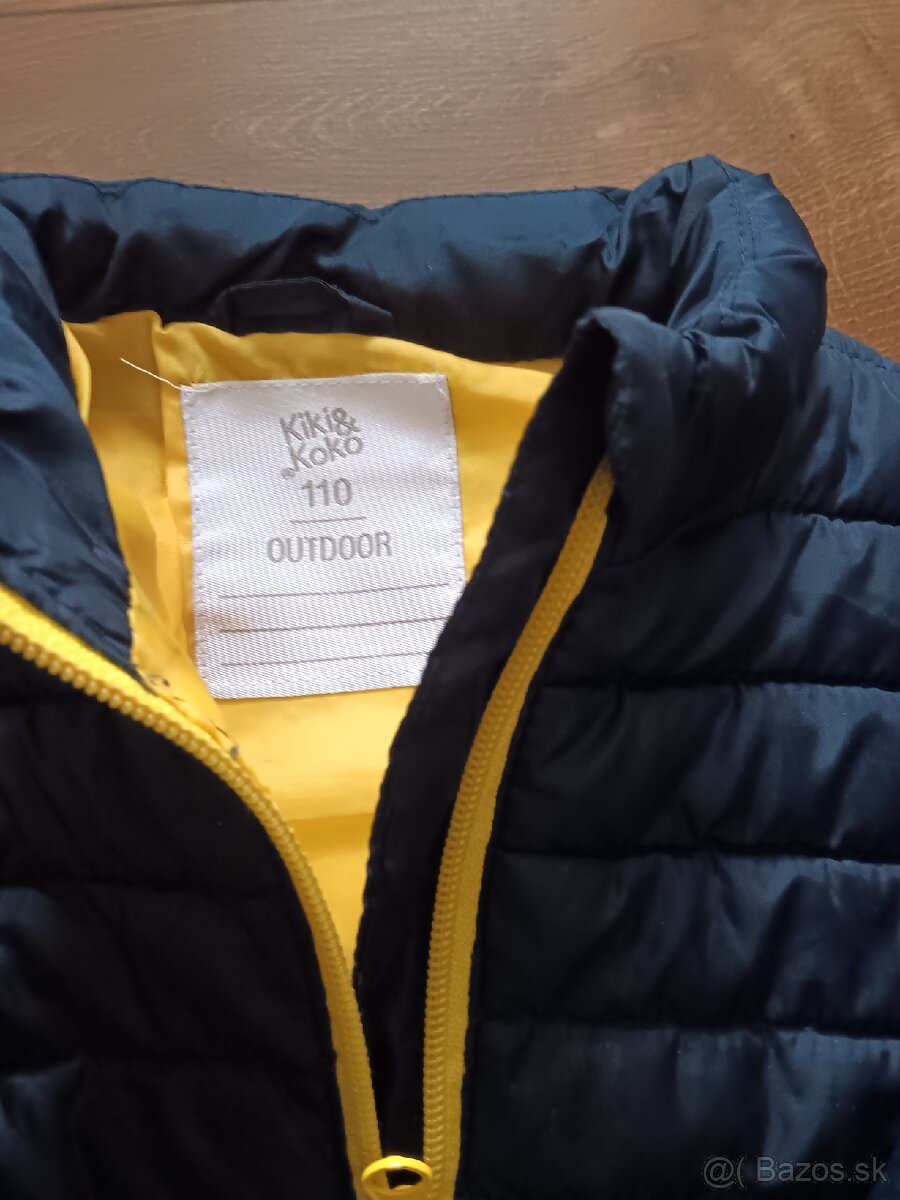 Kiki&
Koko
110
OUTDOOR
@( Bazos.sk